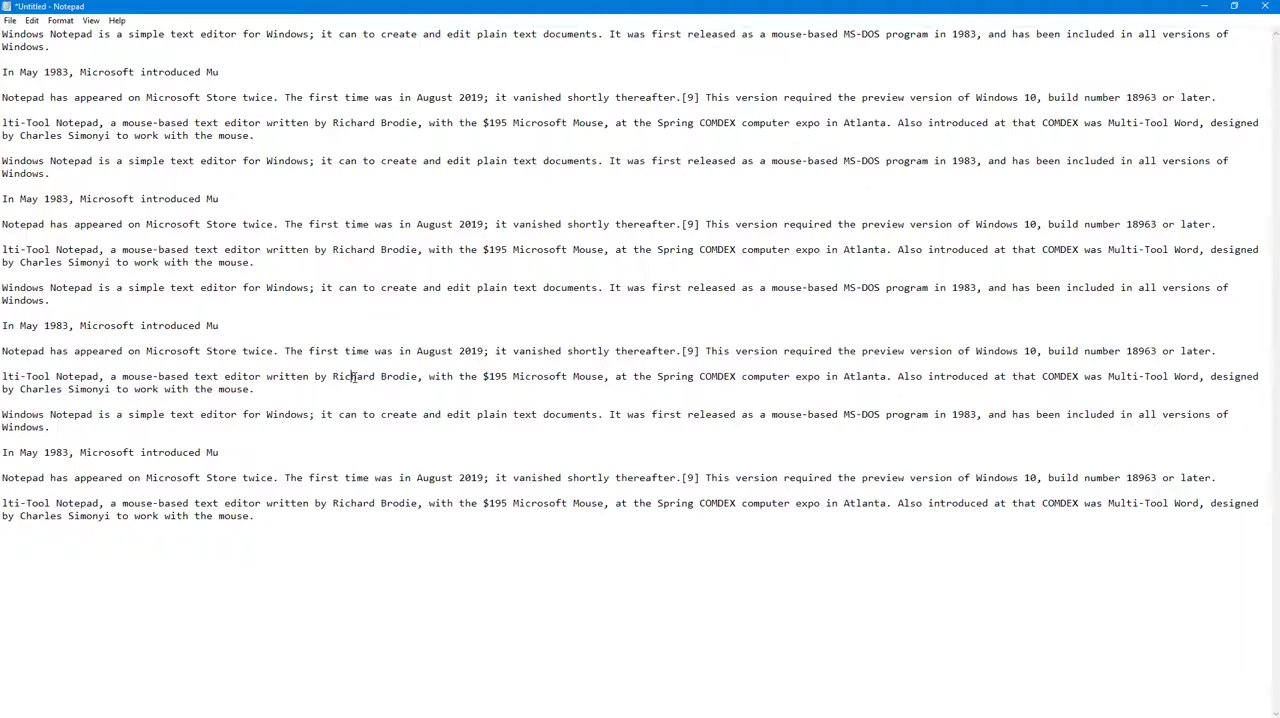 *Untitled - Notepad
File Edit Format View Help
Windows Notepad is a simple text editor for Windows; it can to create and edit plain text documents. It was first released as a mouse-based MS-DOS program in 1983, and has been included in all versions of
Windows.
In May 1983, Microsoft introduced Mu
Notepad has appeared on Microsoft Store twice. The first time was in August 2019; it vanished shortly thereafter.[9] This version required the preview version of Windows 10, build number 18963 or later.
lti-Tool Notepad, a mouse-based text editor written by Richard Brodie, with the $195 Microsoft Mouse, at the Spring COMDEX computer expo in Atlanta. Also introduced at that COMDEX was Multi-Tool Word, designed
by Charles Simonyi to work with the mouse.
Windows Notepad is a simple text editor for Windows; it can to create and edit plain text documents. It was first released as a mouse-based MS-DOS program in 1983, and has been included in all versions of
Windows.
In May 1983, Microsoft introduced Mu
Notepad has appeared on Microsoft Store twice. The first time was in August 2019; it vanished shortly thereafter.[9] This version required the preview version of Windows 10, build number 18963 or later.
lti-Tool Notepad, a mouse-based text editor written by Richard Brodie, with the $195 Microsoft Mouse, at the Spring COMDEX computer expo in Atlanta. Also introduced at that COMDEX was Multi-Tool Word, designed
by Charles Simonyi to work with the mouse.
Windows Notepad is a simple text editor for Windows; it can to create and edit plain text documents. It was first released as a mouse-based MS-DOS program in 1983, and has been included in all versions of
Windows.
In May 1983, Microsoft introduced Mu
Notepad has appeared on Microsoft Store twice. The first time was in August 2019; it vanished shortly thereafter.[9] This version required the preview version of Windows 10, build number 18963 or later.
lti-Tool Notepad, a mouse-based text editor written by Richard Brodie, with the $195 Microsoft Mouse, at the Spring COMDEX computer expo in Atlanta. Also introduced at that COMDEX was Multi-Tool Word, designed
by Charles Simonyi to work with the mouse.
Windows Notepad is a simple text editor for Windows; it can to create and edit plain text documents. It was first released as a mouse-based MS-DOS program in 1983, and has been included in all versions of
Windows.
In May 1983, Microsoft introduced Mu
Notepad has appeared on Microsoft Store twice. The first time was in August 2019; it vanished shortly thereafter.[9] This version required the preview version of Windows 10, build number 18963 or later.
lti-Tool Notepad, a mouse-based text editor written by Richard Brodie, with the $195 Microsoft Mouse, at the Spring COMDEX computer expo in Atlanta. Also introduced at that COMDEX was Multi-Tool Word, designed
by Charles Simonyi to work with the mouse.